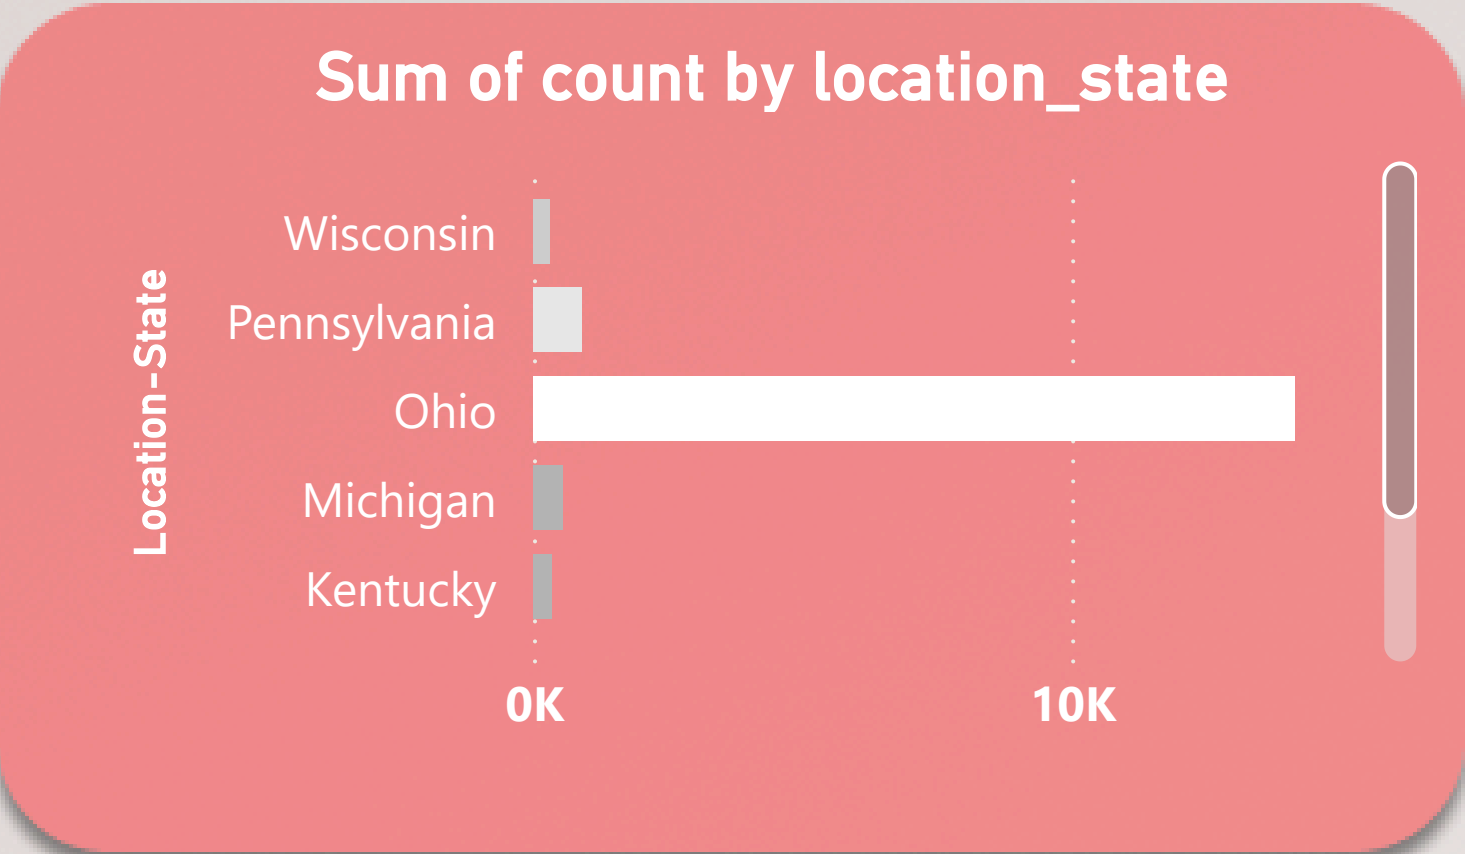 Sum of count by location_state
Location-State
Wisconsin
Pennsylvania
Ohio
Michigan
Kentucky
0K 10K